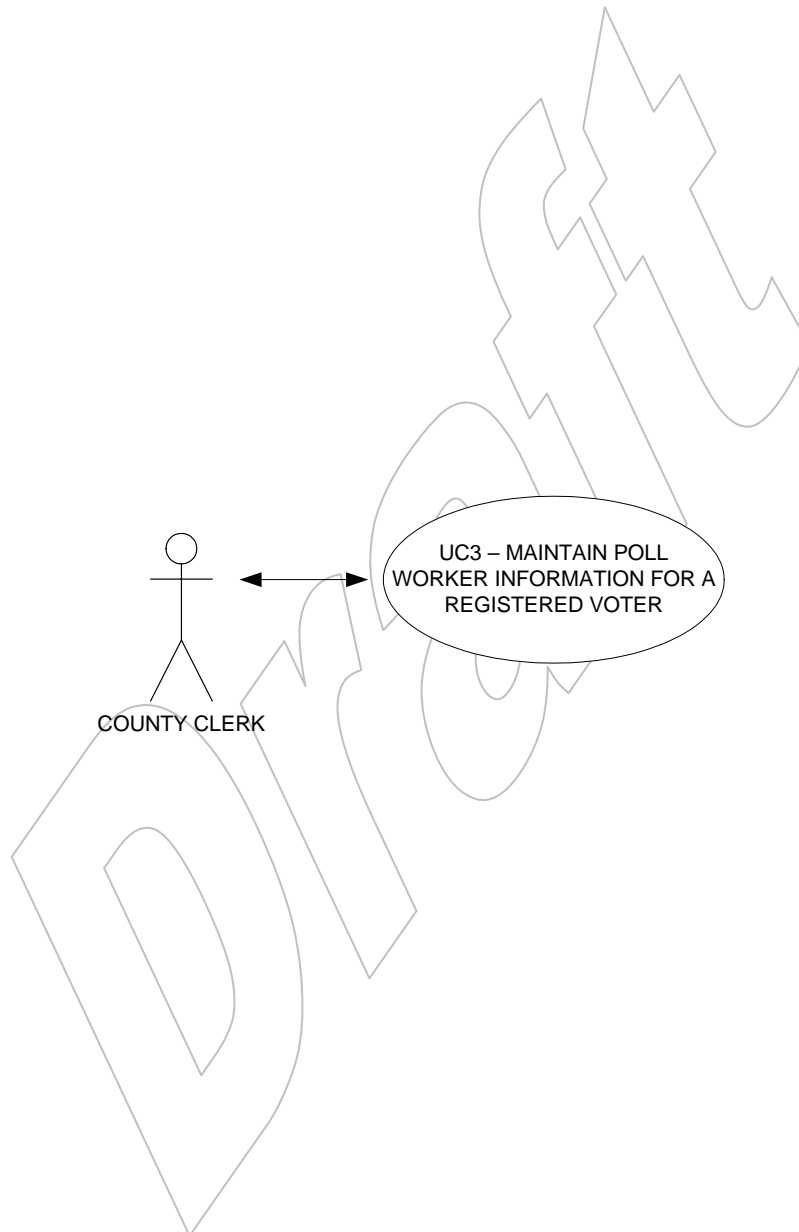 Draft
UC3 – MAINTAIN POLL
WORKER INFORMATION FOR A
REGISTERED VOTER
COUNTY CLERK